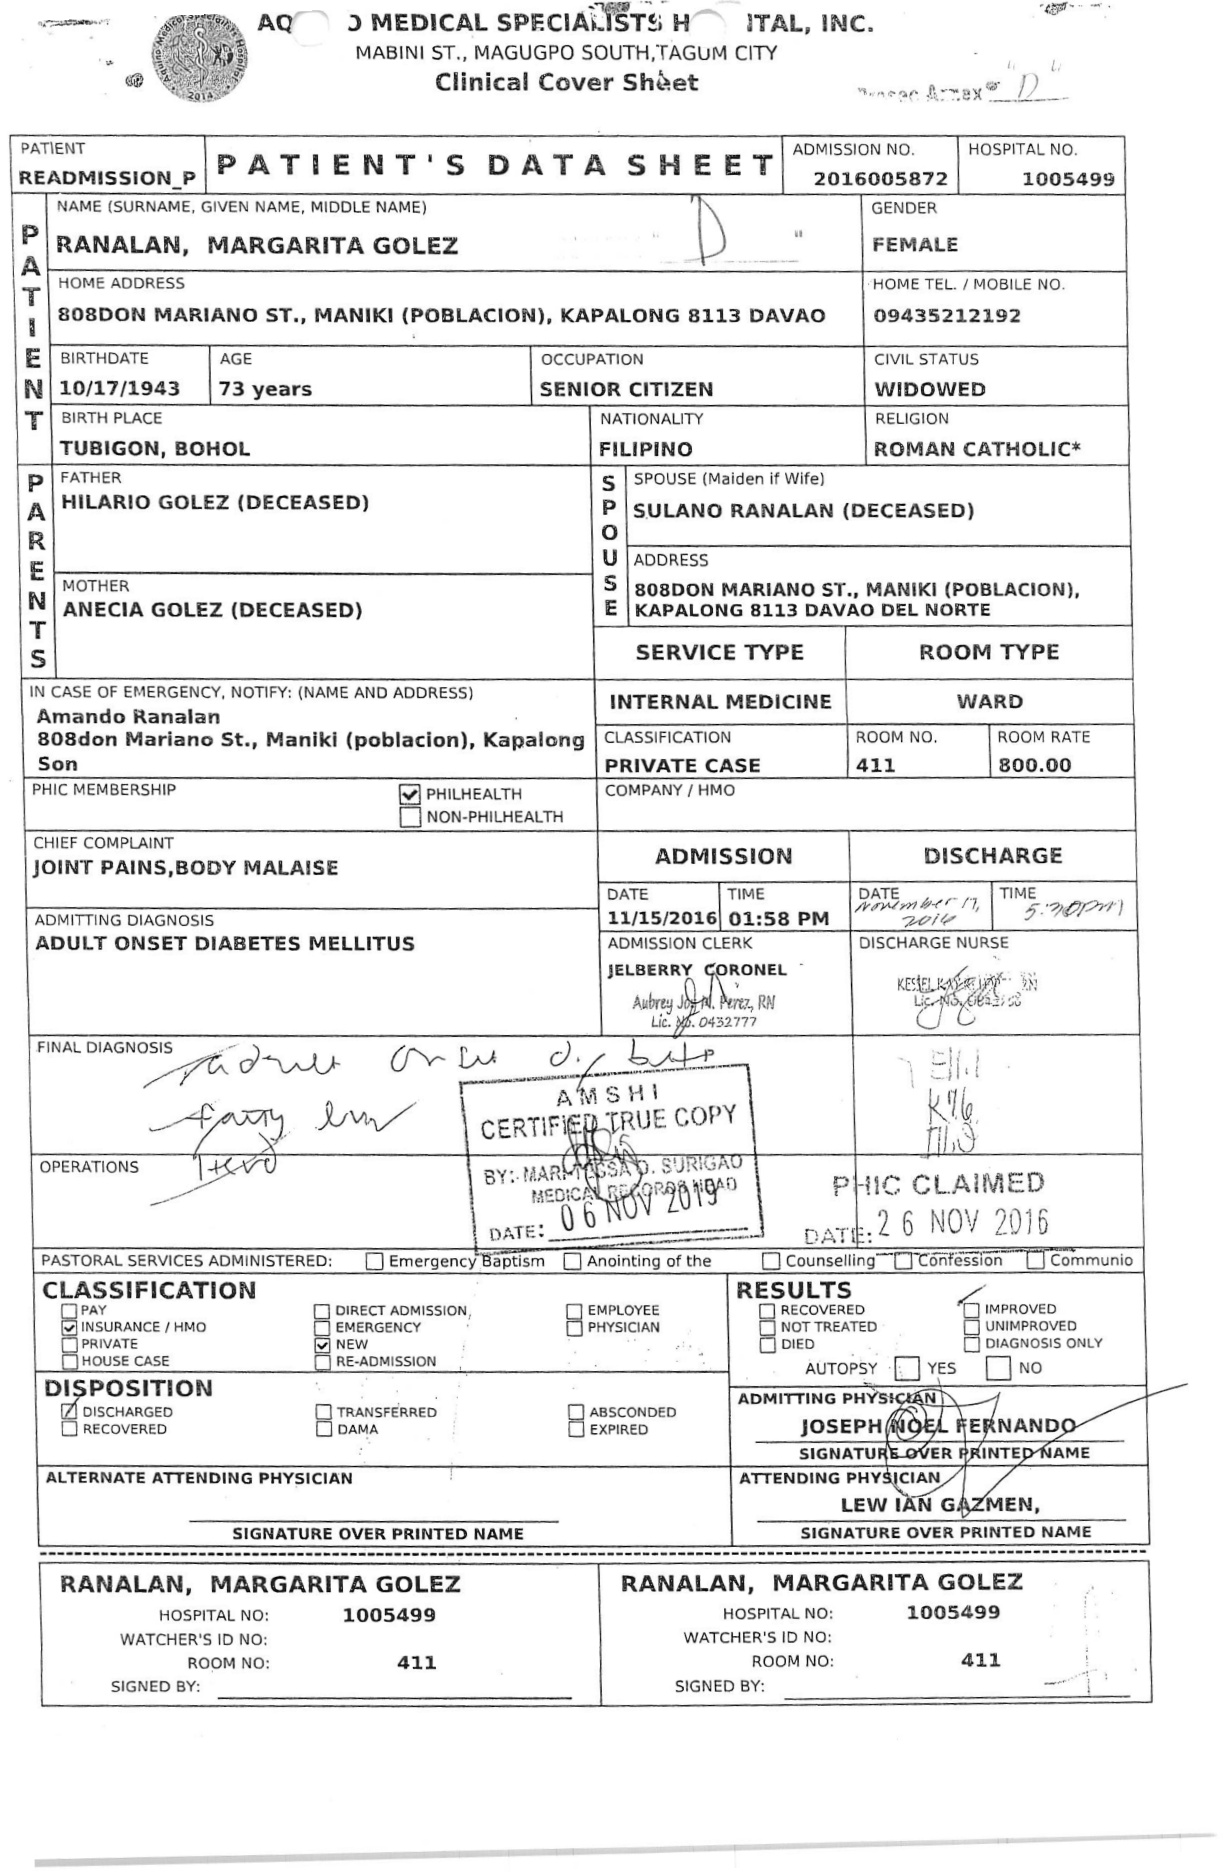 MEDICAL SPECIALISTS
INC.
MABINI ST., MAGUGPO SOUTH,TAGUM CITY
Clinical Cover Sheet
Annex "D"
PATIENT
READMISSION_P
PATIENT'S DATA SHEET
ADMISSION NO.
2016005872
HOSPITAL NO.
1005499
PATIENT
NAME (SURNAME, GIVEN NAME, MIDDLE NAME)
RANALAN, MARGARITA GOLEZ
"D"
GENDER
FEMALE
HOME ADDRESS
808DON MARIANO ST., MANIKI (POBLACION), KAPALONG 8113 DAVAO
HOME TEL. / MOBILE NO.
09435212192
BIRTHDATE
10/17/1943
AGE
73 years
OCCUPATION
SENIOR CITIZEN
CIVIL STATUS
WIDOWED
BIRTH PLACE
TUBIGON, BOHOL
NATIONALITY
FILIPINO
RELIGION
ROMAN CATHOLIC*
PARENTS
FATHER
HILARIO GOLEZ (DECEASED)
MOTHER
ANECIA GOLEZ (DECEASED)
SPOUSE
SPOUSE (Maiden if Wife)
SULANO RANALAN (DECEASED)
ADDRESS
808DON MARIANO ST., MANIKI (POBLACION),
KAPALONG 8113 DAVAO DEL NORTE
SERVICE TYPE
ROOM TYPE
INTERNAL MEDICINE
WARD
IN CASE OF EMERGENCY, NOTIFY: (NAME AND ADDRESS)
Amando Ranalan
808don Mariano St., Maniki (poblacion), Kapalong
Son
CLASSIFICATION
PRIVATE CASE
ROOM NO.
411
ROOM RATE
800.00
PHIC MEMBERSHIP
PHILHEALTH
NON-PHILHEALTH
COMPANY / HMO
CHIEF COMPLAINT
JOINT PAINS,BODY MALAISE
ADMISSION
DISCHARGE
DATE
11/15/2016
TIME
01:58 PM
DATE
November 17,
2016
TIME
5:30pm
ADMITTING DIAGNOSIS
ADULT ONSET DIABETES MELLITUS
ADMISSION CLERK
JELBERRY CORONEL
Aubrey Joy N. Perez, RN
Lic. No. 0432777
DISCHARGE NURSE
Lic. No.
FINAL DIAGNOSIS
adult onset
fatty liver
E11.1
K76
OPERATIONS
AMSHI
CERTIFIED TRUE COPY
BY: SURIGAO
MEDICAL RECORDS HEAD
DATE: 06 NOV 2019
PHIC CLAIMED
DATE: 26 NOV 2016
PASTORAL SERVICES ADMINISTERED: Emergency Baptism Anointing of the Counselling Confession Communio
CLASSIFICATION
PAY
INSURANCE / HMO
PRIVATE
HOUSE CASE
DIRECT ADMISSION
EMERGENCY
NEW
RE-ADMISSION
EMPLOYEE
PHYSICIAN
RESULTS
RECOVERED
NOT TREATED
DIED
IMPROVED
UNIMPROVED
DIAGNOSIS ONLY
AUTOPSY YES NO
DISPOSITION
DISCHARGED
RECOVERED
TRANSFERRED
DAMA
ABSCONDED
EXPIRED
ADMITTING PHYSICIAN
JOSEPH NOEL FERNANDO
SIGNATURE OVER PRINTED NAME
ALTERNATE ATTENDING PHYSICIAN
SIGNATURE OVER PRINTED NAME
ATTENDING PHYSICIAN
LEW IAN GAZMEN,
SIGNATURE OVER PRINTED NAME
RANALAN, MARGARITA GOLEZ
HOSPITAL NO: 1005499
WATCHER'S ID NO:
ROOM NO: 411
SIGNED BY:
RANALAN, MARGARITA GOLEZ
HOSPITAL NO: 1005499
WATCHER'S ID NO:
ROOM NO: 411
SIGNED BY: